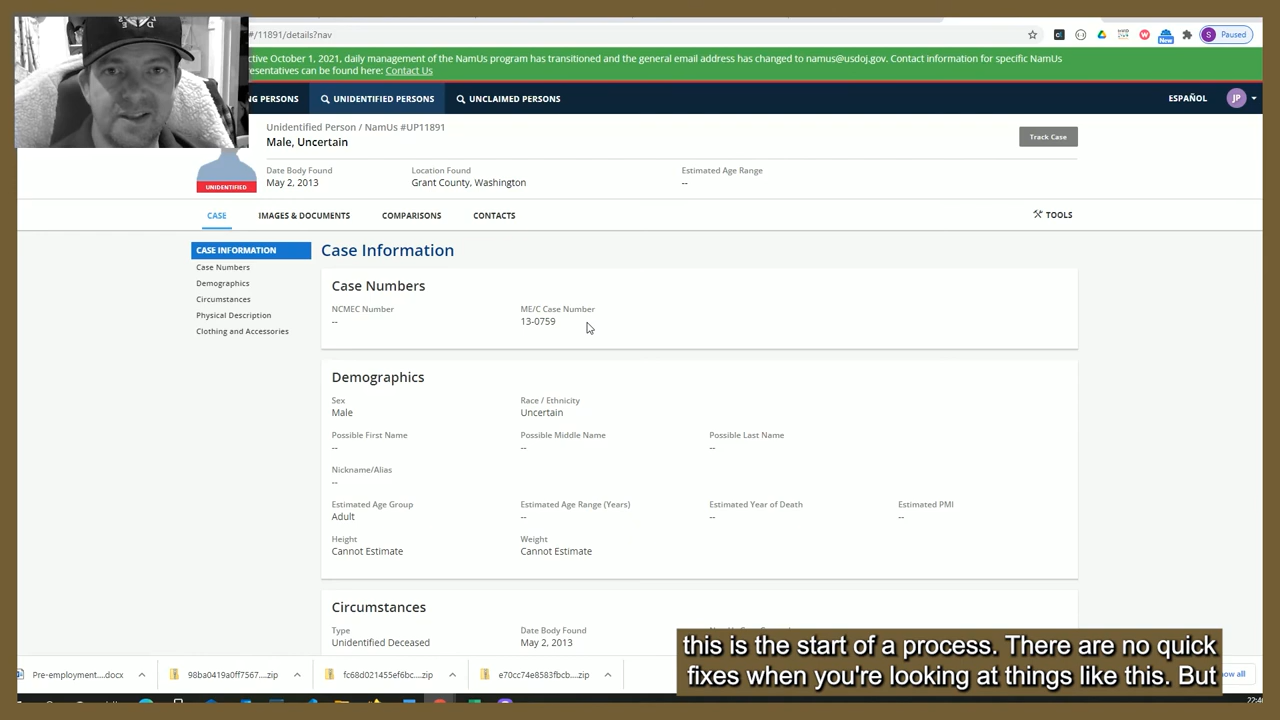 #/11891/details?nav
Paused
ctive October 1, 2021, daily management of the NamUs program has transitioned and the general email address has changed to namus@usdoj.gov. Contact information for specific NamUs
esentatives can be found here: Contact Us
NG PERSONS
UNIDENTIFIED PERSONS
UNCLAIMED PERSONS
ESPAÑOL
JP
Unidentified Person / NamUs #UP11891
Male, Uncertain
Track Case
UNIDENTIFIED
Date Body Found
Location Found
Estimated Age Range
May 2, 2013
Grant County, Washington
--
CASE
IMAGES & DOCUMENTS
COMPARISONS
CONTACTS
TOOLS
CASE INFORMATION
Case Numbers
Demographics
Circumstances
Physical Description
Clothing and Accessories
Case Information
Case Numbers
NCMEC Number
ME/C Case Number
--
13-0759
Demographics
Sex
Race / Ethnicity
Male
Uncertain
Possible First Name
Possible Middle Name
Possible Last Name
--
--
--
Nickname/Alias
--
Estimated Age Group
Estimated Age Range (Years)
Estimated Year of Death
Estimated PMI
Adult
--
--
--
Height
Weight
Cannot Estimate
Cannot Estimate
Circumstances
Type
Date Body Found
Unidentified Deceased
May 2, 2013
this is the start of a process. There are no quick
fixes when you're looking at things like this. But
Pre-employment....docx
98ba0419a0ff7567....zip
fc68d021455ef6bc....zip
e70cc74e8583fbcb....zip
ow all